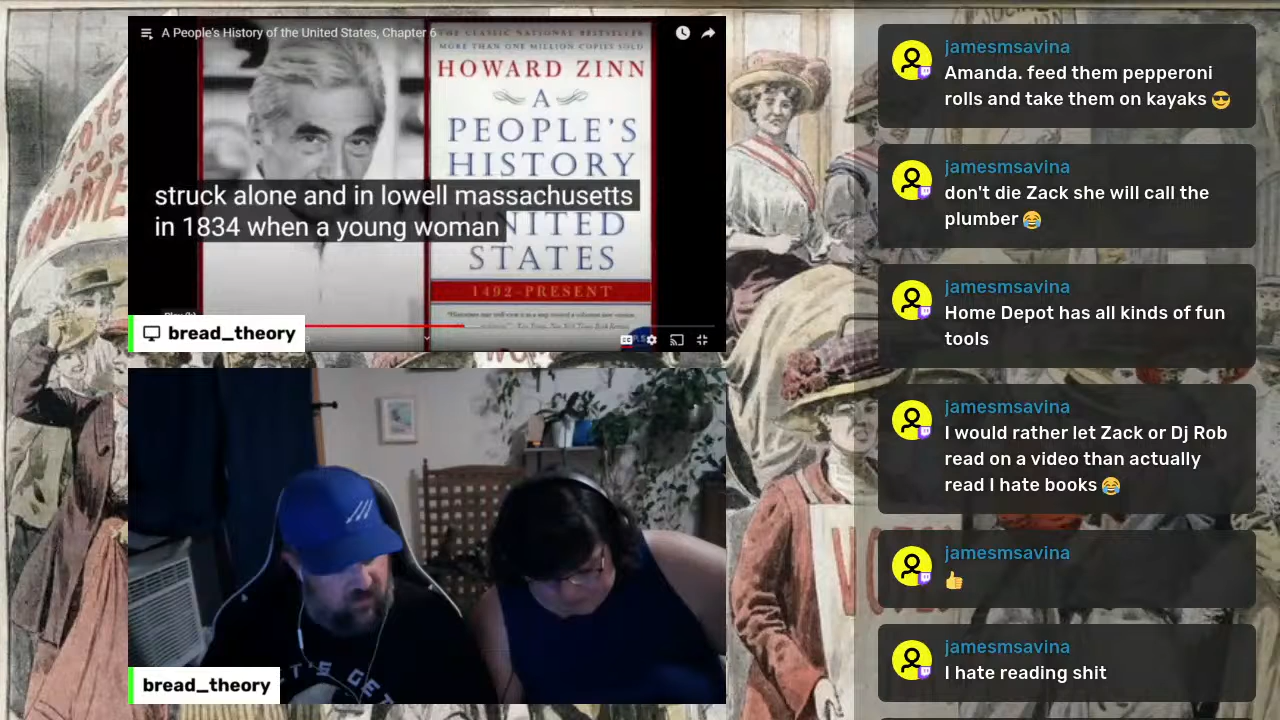 A People's History of the United States, Chapter 6
THE CLASSIC NATIONAL BESTSELLER
MORE THAN ONE MILLION COPIES SOLD
HOWARD ZINN
A
PEOPLE'S
HISTORY
UNITED
STATES
1492–PRESENT
struck alone and in lowell massachusetts
in 1834 when a young woman
bread_theory
VOTES
FOR
WOMEN
bread_theory
jamesmsavina
Amanda. feed them pepperoni
rolls and take them on kayaks 😎
jamesmsavina
don't die Zack she will call the
plumber 😂
jamesmsavina
Home Depot has all kinds of fun
tools
jamesmsavina
I would rather let Zack or Dj Rob
read on a video than actually
read I hate books 😂
jamesmsavina
👍
jamesmsavina
I hate reading shit